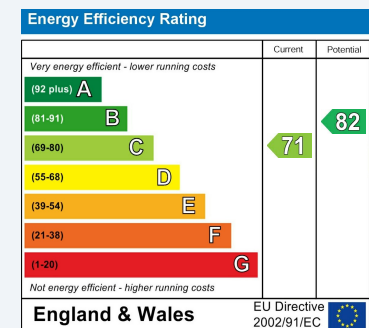 Energy Efficiency Rating
Current Potential
Very energy efficient - lower running costs
(92 plus) A
(81-91) B
82
(69-80) C
71
(55-68) D
(39-54) E
(21-38) F
(1-20) G
Not energy efficient - higher running costs
England & Wales
EU Directive
2002/91/EC